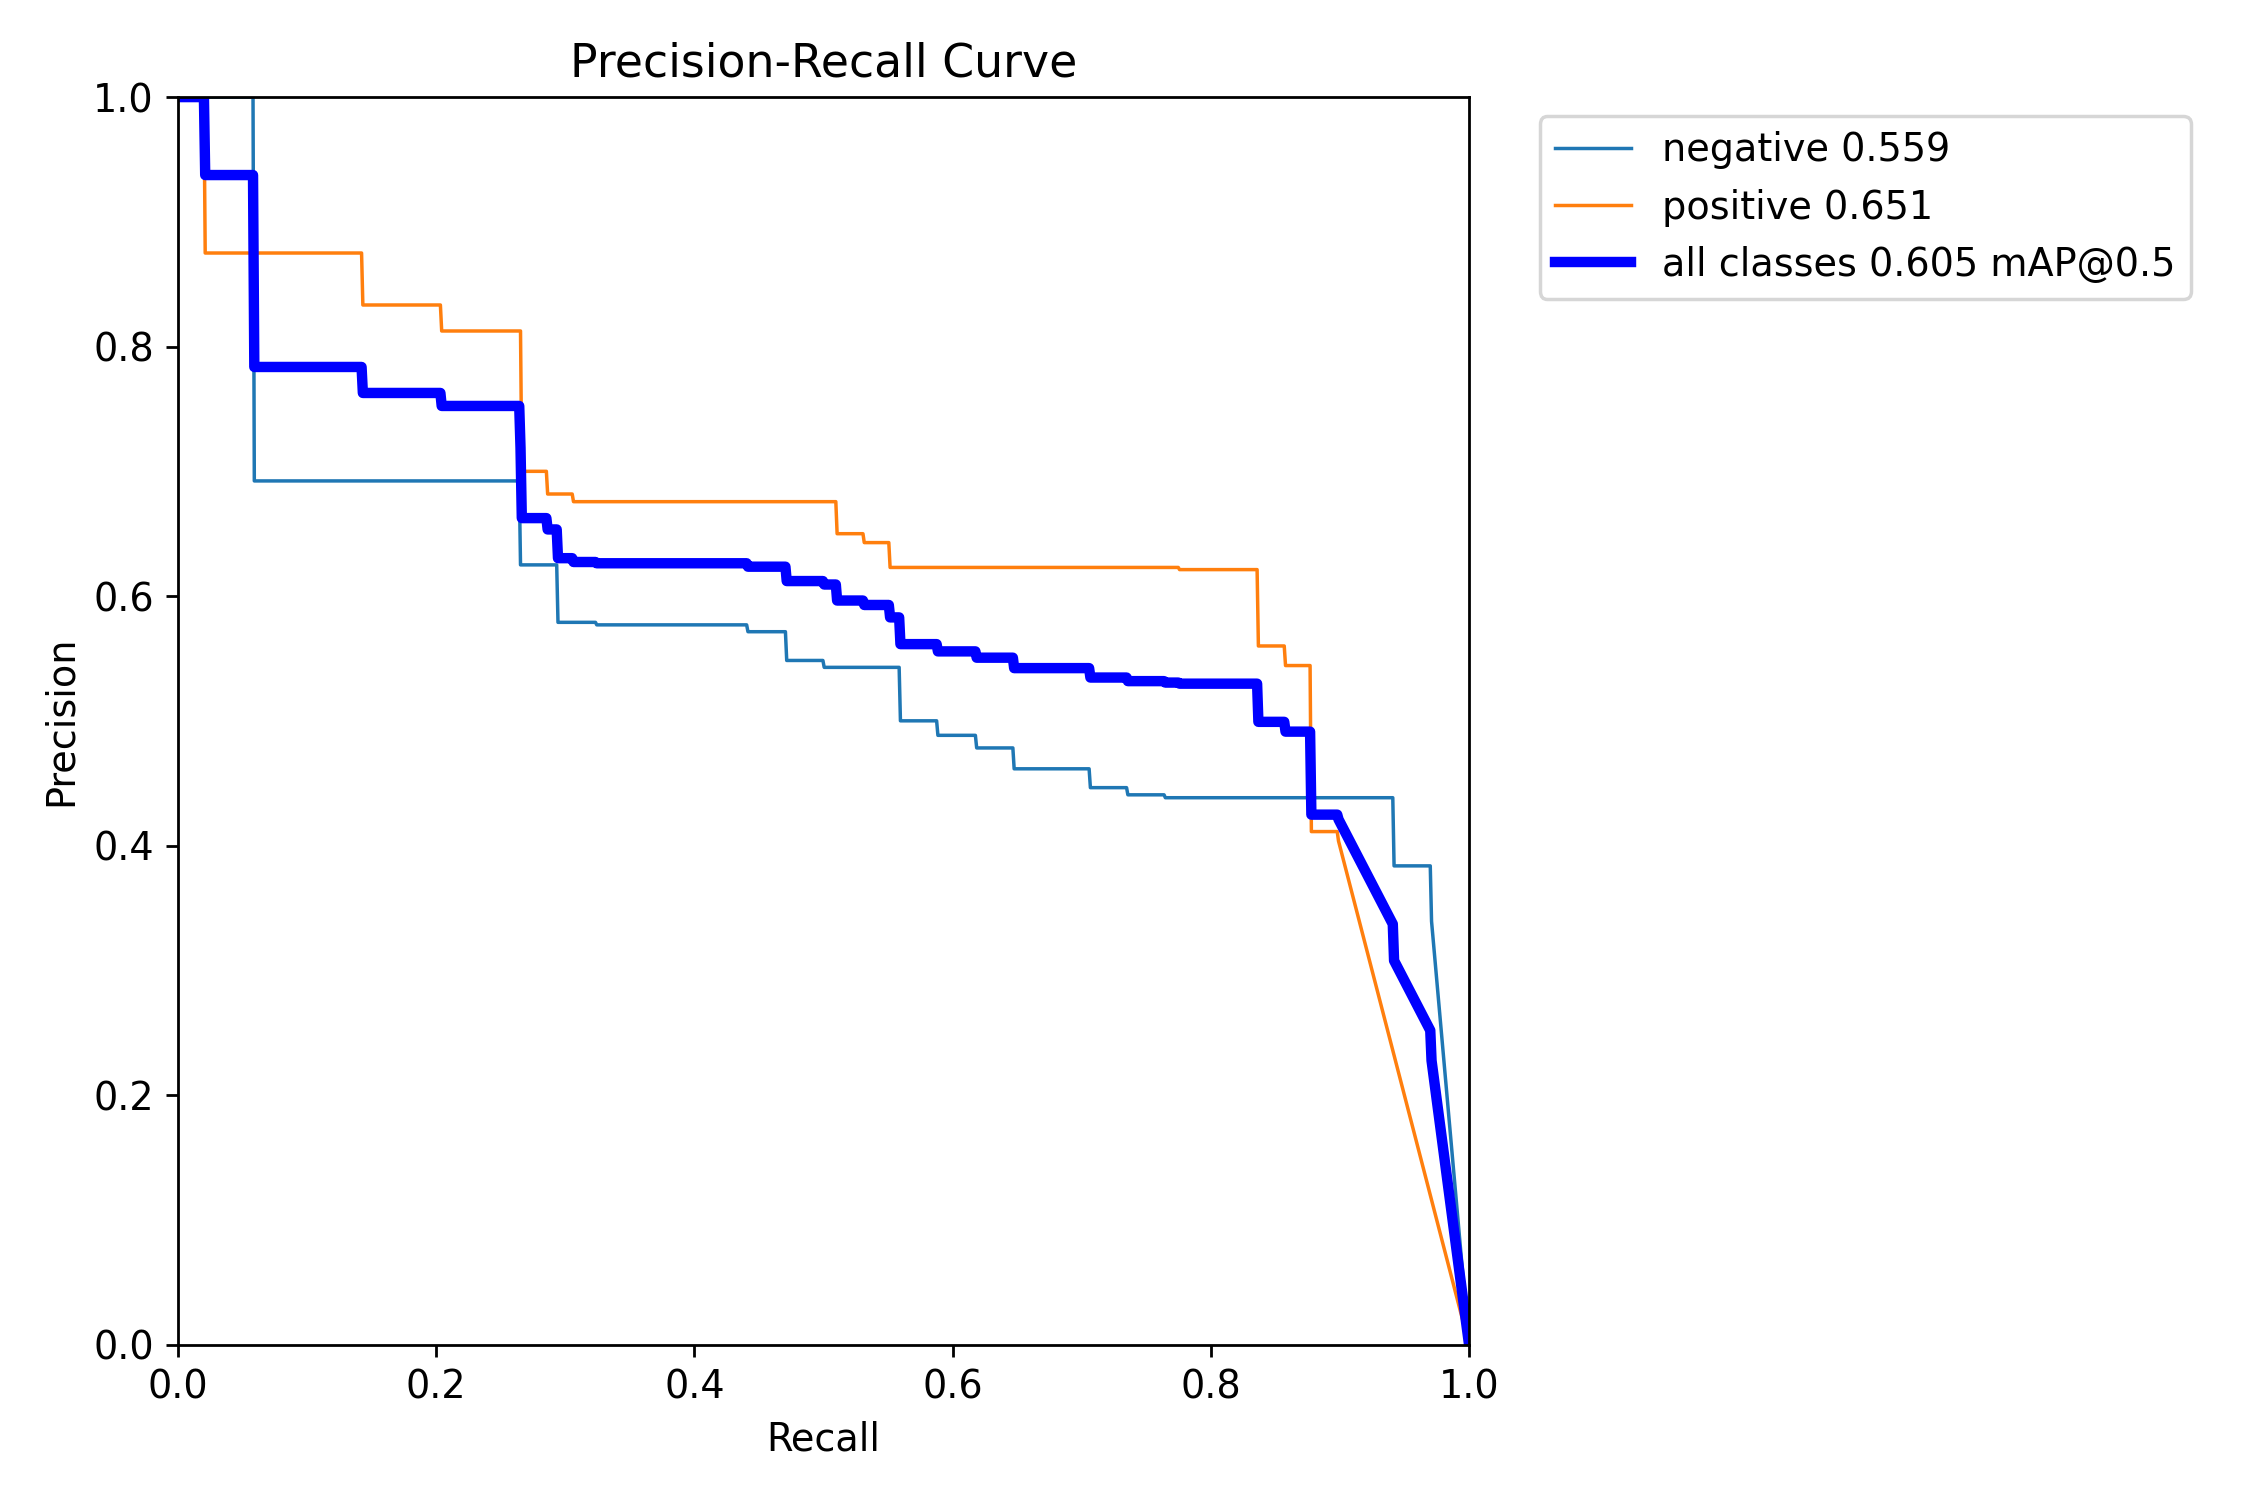 Precision-Recall Curve
1.0
0.8
0.6
0.4
0.2
0.0
Precision
0.0 0.2 0.4 0.6 0.8 1.0
Recall
negative 0.559
positive 0.651
all classes 0.605 mAP@0.5